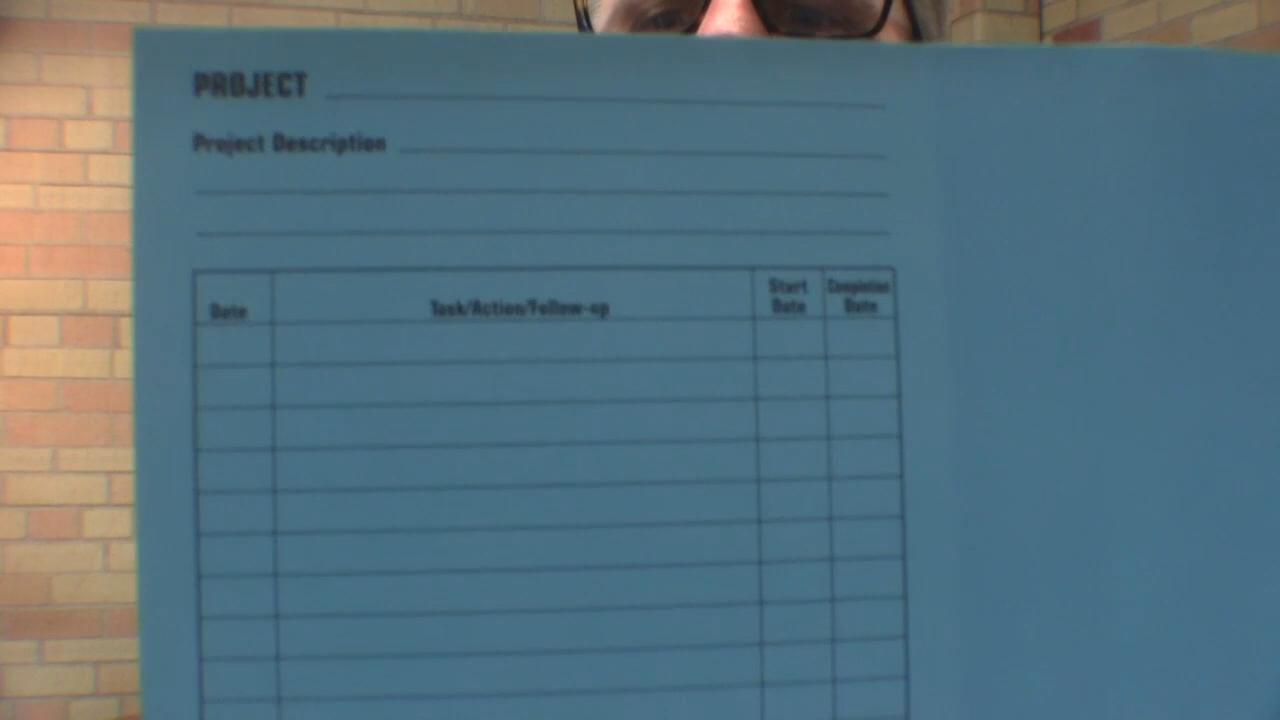 PROJECT
Project Description
Date Task/Action/Follow-up Start Date Completion Date